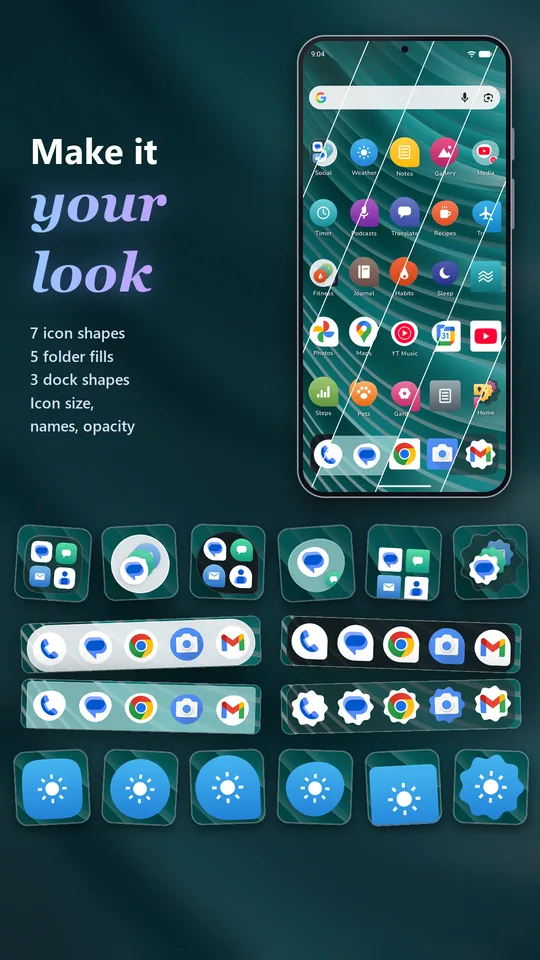 Make it
your
look
7 icon shapes
5 folder fills
3 dock shapes
Icon size,
names, opacity
9:04
Social Weather Notes Gallery Media
Timer Podcasts Translate Recipes
Fitness Journal Habits Sleep
31
Photos Maps YT Music
Steps Pets Home